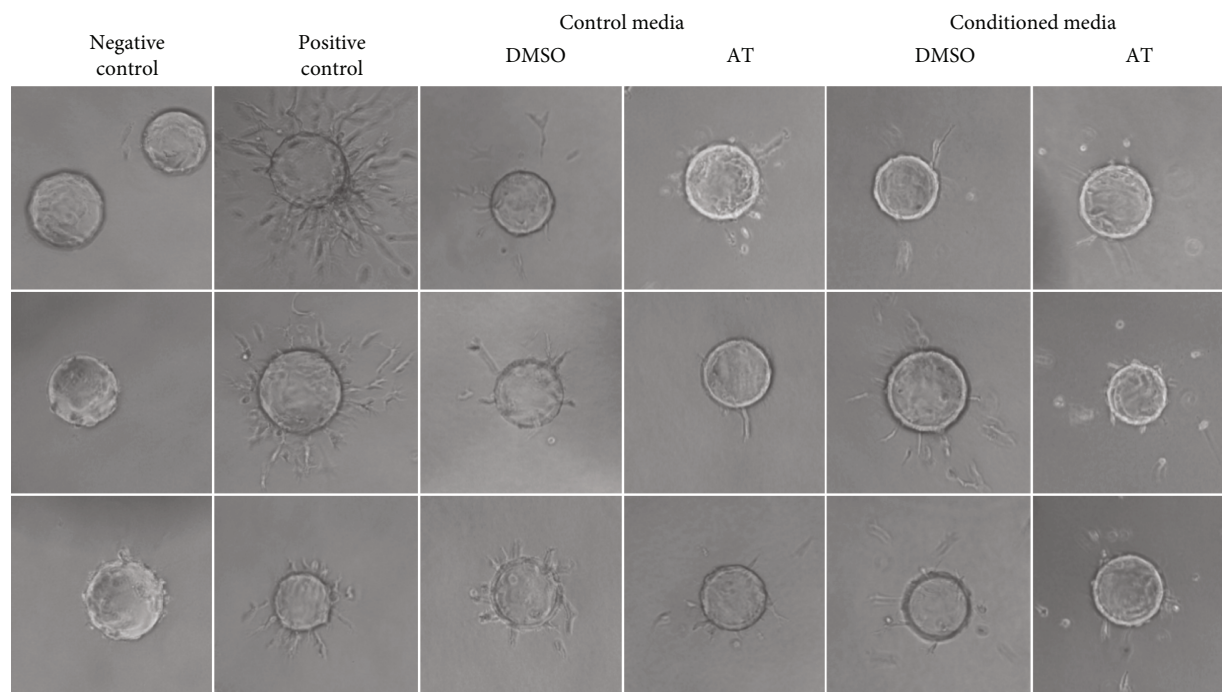 Control media
Conditioned media
Negative
control
Positive
control
DMSO
AT
DMSO
AT